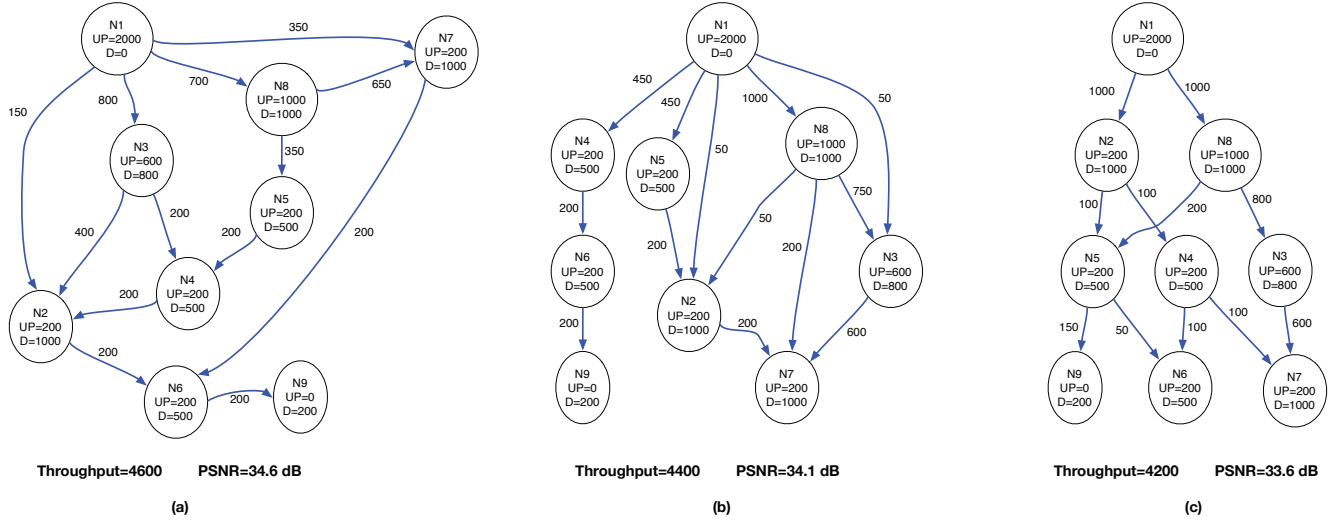 N1
UP=2000
D=0
350
N7
UP=200
D=1000
700
650
N8
UP=1000
D=1000
150
800
N3
UP=600
D=800
350
N5
UP=200
D=500
200
400
200
200
N4
UP=200
D=500
200
N2
UP=200
D=1000
200
N6
UP=200
D=500
200
N9
UP=0
D=200
Throughput=4600 PSNR=34.6 dB
(a)
N1
UP=2000
D=0
450
450
1000
50
N4
UP=200
D=500
N5
UP=200
D=500
50
N8
UP=1000
D=1000
750
200
50
200
200
N6
UP=200
D=500
N3
UP=600
D=800
N2
UP=200
D=1000
200
200
600
N9
UP=0
D=200
N7
UP=200
D=1000
Throughput=4400 PSNR=34.1 dB
(b)
N1
UP=2000
D=0
1000
1000
N2
UP=200
D=1000
N8
UP=1000
D=1000
100
100
200
800
N5
UP=200
D=500
N4
UP=200
D=500
N3
UP=600
D=800
150
50
100
100
600
N9
UP=0
D=200
N6
UP=200
D=500
N7
UP=200
D=1000
Throughput=4200 PSNR=33.6 dB
(c)